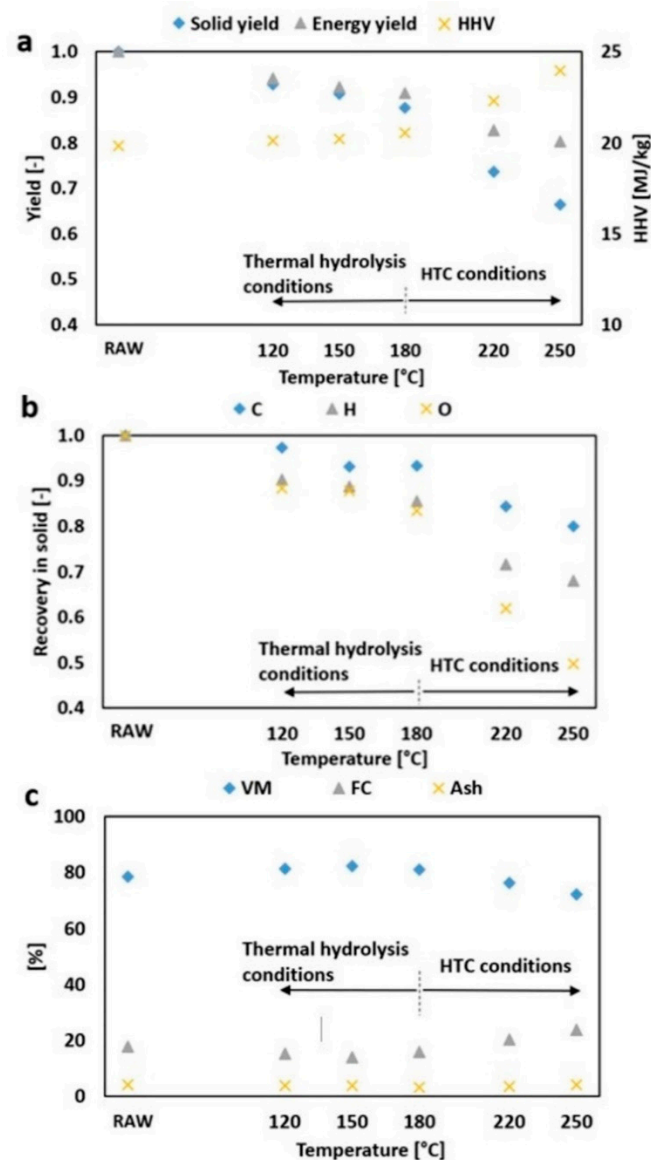 a
Solid yield Energy yield HHV
1.0 25
0.9
0.8 20
0.7
0.6 15
0.5
0.4 10
Yield [-]
HHV [MJ/kg]
Thermal hydrolysis
conditions
HTC conditions
RAW 120 150 180 220 250
Temperature [°C]
b
C H O
1.0
0.9
0.8
0.7
0.6
0.5
0.4
Recovery in solid [-]
Thermal hydrolysis
conditions
HTC conditions
RAW 120 150 180 220 250
Temperature [°C]
c
VM FC Ash
100
80
60
40
20
0
[%]
Thermal hydrolysis
conditions
HTC conditions
RAW 120 150 180 220 250
Temperature [°C]